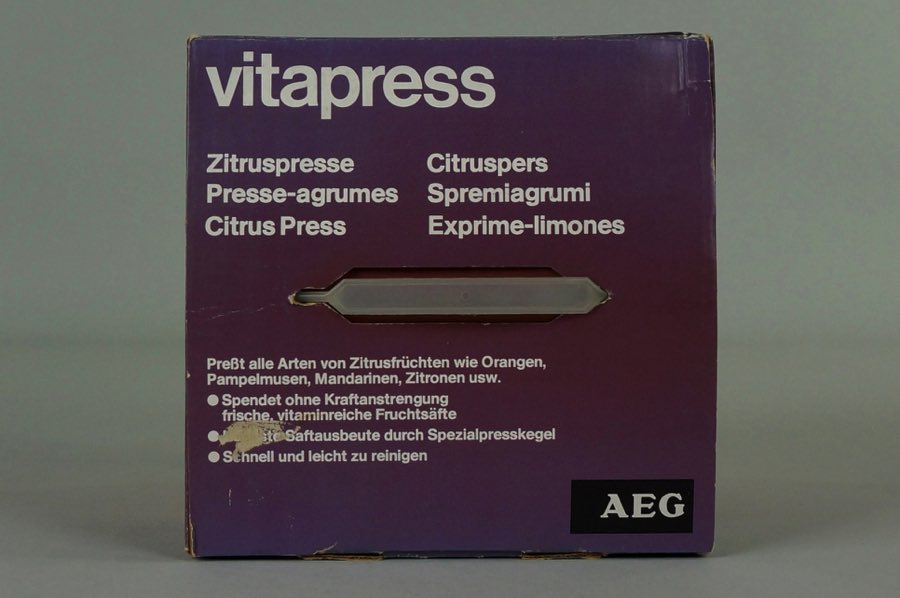 vitapress
Zitruspresse
Presse-agrumes
Citrus Press
Citruspers
Spremiagrumi
Exprime-limones
Preßt alle Arten von Zitrusfrüchten wie Orangen,
Pampelmusen, Mandarinen, Zitronen usw.
● Spendet ohne Kraftanstrengung
frische, vitaminreiche Fruchtsäfte
● Saftausbeute durch Spezialpresskegel
● Schnell und leicht zu reinigen
AEG